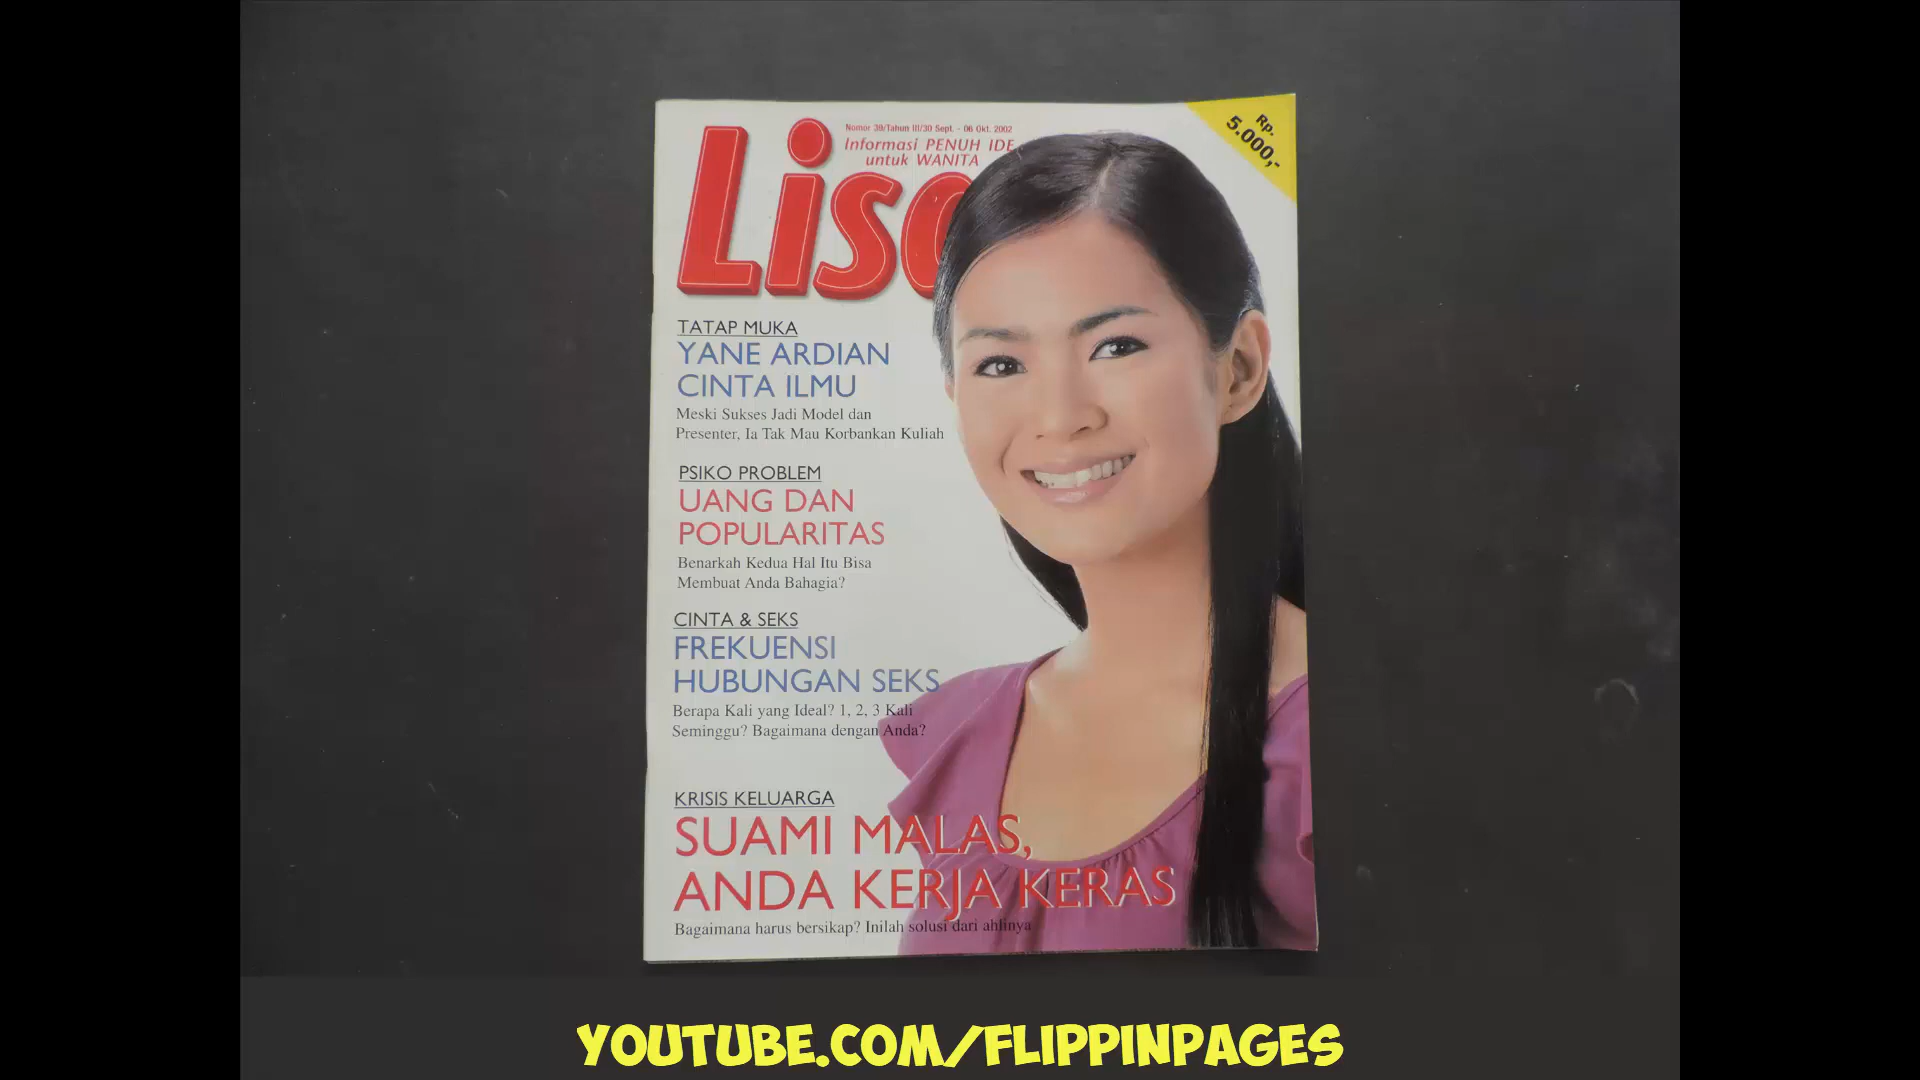 Nomor 39/Tahun III/30 Sept. - 06 Okt. 2002
Informasi PENUH IDE
untuk WANITA
Lisa
Rp.
5.000,-
TATAP MUKA
YANE ARDIAN
CINTA ILMU
Meski Sukses Jadi Model dan
Presenter, Ia Tak Mau Korbankan Kuliah
PSIKO PROBLEM
UANG DAN
POPULARITAS
Benarkah Kedua Hal Itu Bisa
Membuat Anda Bahagia?
CINTA & SEKS
FREKUENSI
HUBUNGAN SEKS
Berapa Kali yang Ideal? 1, 2, 3 Kali
Seminggu? Bagaimana dengan Anda?
KRISIS KELUARGA
SUAMI MALAS,
ANDA KERJA KERAS
Bagaimana harus bersikap? Inilah solusi dari ahlinya
YOUTUBE.COM/FLIPPINPAGES